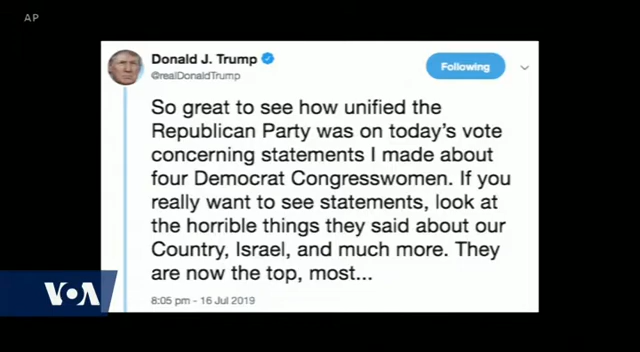 AP
Donald J. Trump
@realDonaldTrump
Following
So great to see how unified the
Republican Party was on today's vote
concerning statements I made about
four Democrat Congresswomen. If you
really want to see statements, look at
the horrible things they said about our
Country, Israel, and much more. They
are now the top, most...
8:05 pm - 16 Jul 2019
VOA